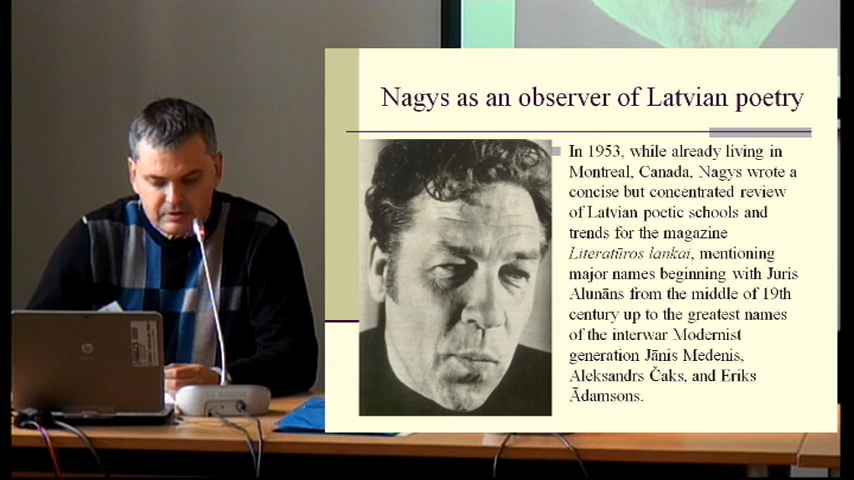 Nagys as an observer of Latvian poetry
In 1953, while already living in
Montreal, Canada, Nagys wrote a
concise but concentrated review
of Latvian poetic schools and
trends for the magazine
Literatūros lankai, mentioning
major names beginning with Juris
Alunāns from the middle of 19th
century up to the greatest names
of the interwar Modernist
generation Jānis Medenis,
Aleksandrs Čaks, and Eriks
Ādamsons.
hp